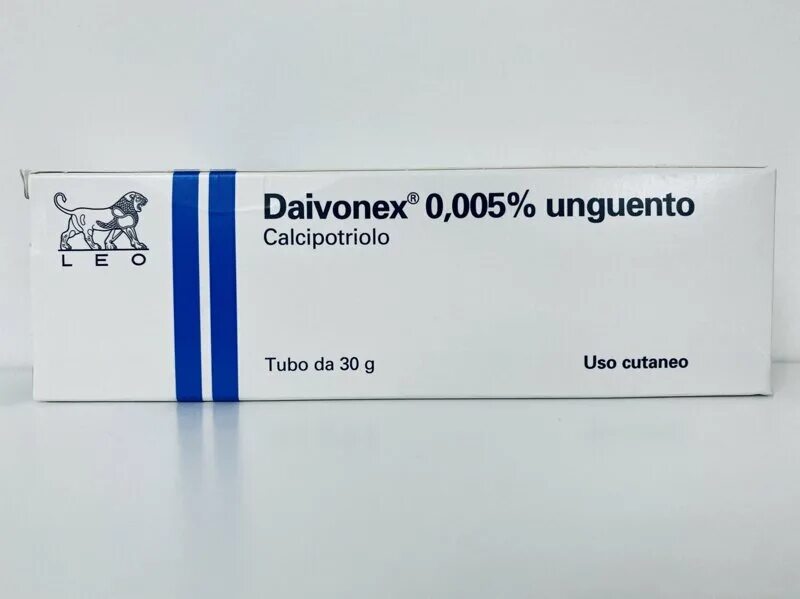 LEO
Daivonex® 0,005% unguento
Calcipotriolo
Tubo da 30 g
Uso cutaneo